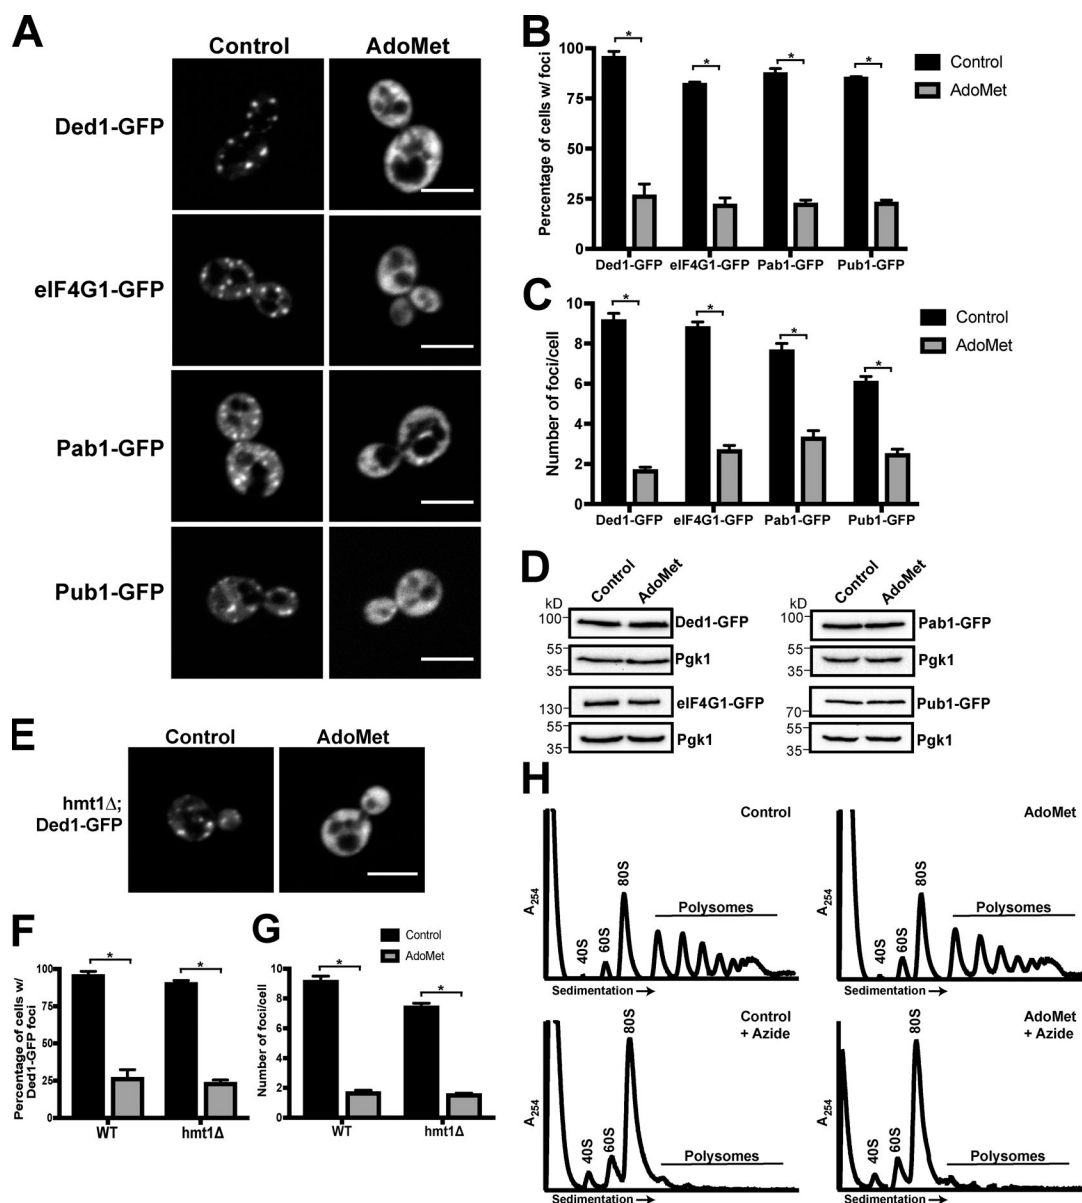 A
Control
AdoMet
Ded1-GFP
eIF4G1-GFP
Pab1-GFP
Pub1-GFP
B
Percentage of cells w/ foci
100
75
50
25
0
*
*
*
*
Ded1-GFP
eIF4G1-GFP
Pab1-GFP
Pub1-GFP
Control
AdoMet
C
Number of foci/cell
10
8
6
4
2
0
*
*
*
*
Ded1-GFP
eIF4G1-GFP
Pab1-GFP
Pub1-GFP
Control
AdoMet
D
Control
AdoMet
kD
100
Ded1-GFP
55
35
Pgk1
130
eIF4G1-GFP
55
35
Pgk1
Control
AdoMet
kD
100
Pab1-GFP
55
35
Pgk1
70
Pub1-GFP
55
35
Pgk1
E
Control
AdoMet
hmt1Δ;
Ded1-GFP
F
Percentage of cells w/
Ded1-GFP foci
100
75
50
25
0
*
*
WT
hmt1Δ
G
Control
AdoMet
Number of foci/cell
10
8
6
4
2
0
*
*
WT
hmt1Δ
H
Control
A254
40S
60S
80S
Polysomes
Sedimentation →
AdoMet
A254
40S
60S
80S
Polysomes
Sedimentation →
Control
+ Azide
A254
40S
60S
80S
Polysomes
Sedimentation →
AdoMet
+ Azide
A254
40S
60S
80S
Polysomes
Sedimentation →